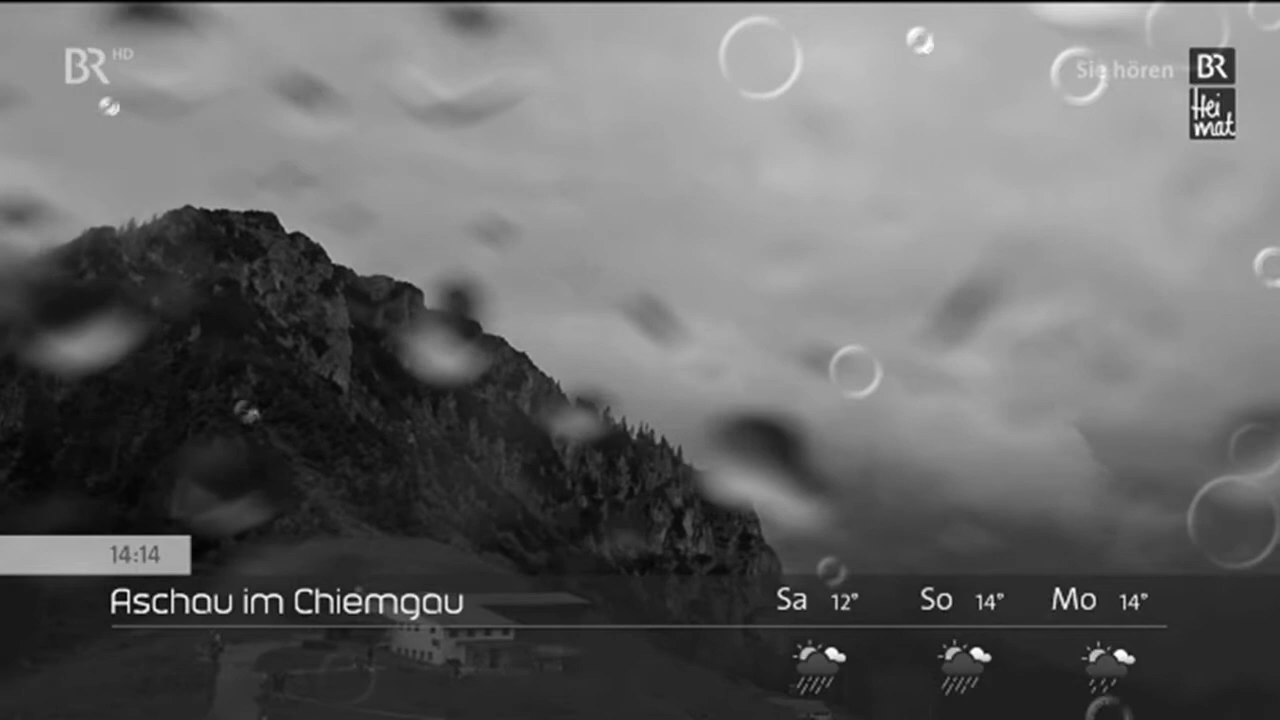 BR HD
Sie hören BR
Hei
mat
14:14
Aschau im Chiemgau
Sa 12° So 14° Mo 14°